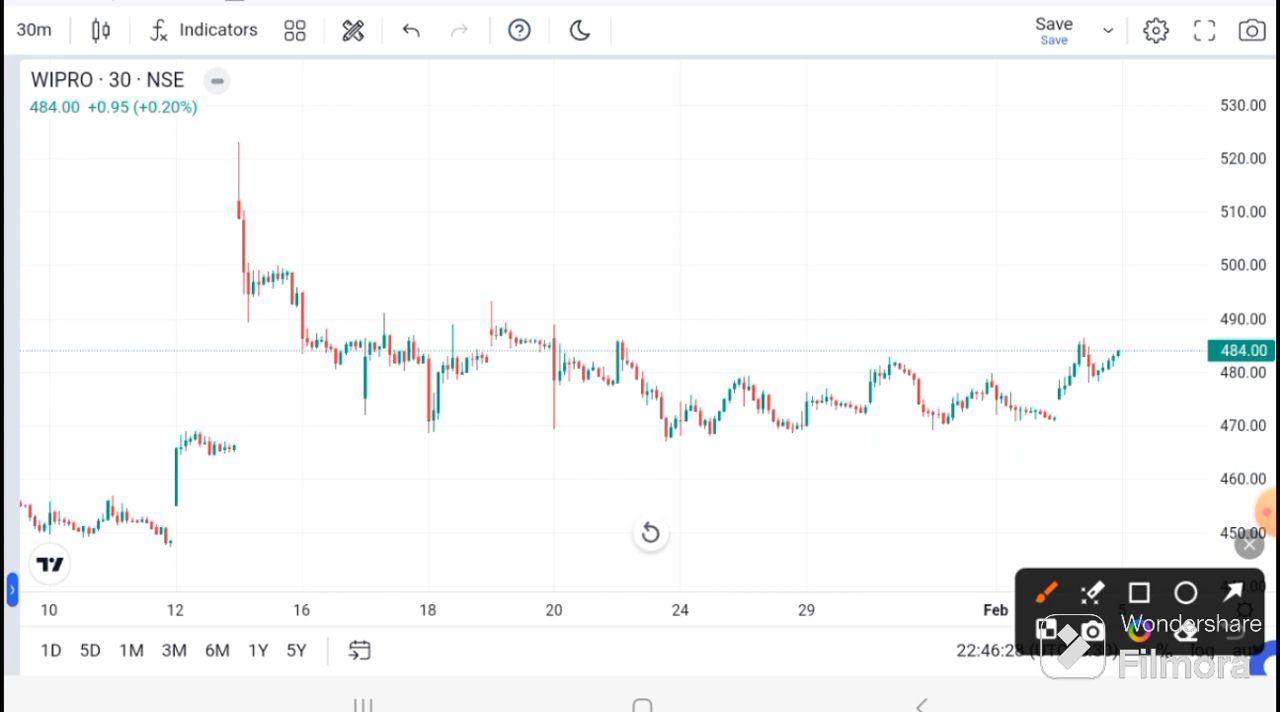 30m Indicators Save
Save
WIPRO · 30 · NSE
484.00 +0.95 (+0.20%)
530.00
520.00
510.00
500.00
490.00
484.00
480.00
470.00
460.00
450.00
10 12 16 18 20 24 29 Feb 5
Wondershare
1D 5D 1M 3M 6M 1Y 5Y 22:46:28 % log
Filmora